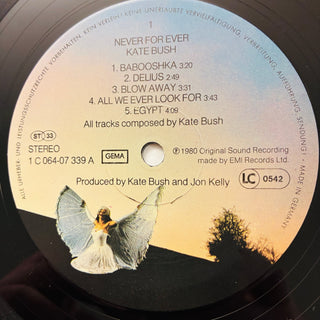 KEINE UNERLAUBTE VERVIELFÄLTIGUNG, VERMIETUNG, AUFFÜHRUNG, SENDUNG! · MADE IN GERMANY
ALLE URHEBER- UND LEISTUNGSSCHUTZRECHTE VORBEHALTEN.
1
NEVER FOR EVER
KATE BUSH
1. BABOOSHKA 3:20
2. DELIUS 2:49
3. BLOW AWAY 3:31
4. ALL WE EVER LOOK FOR 3:43
5. EGYPT 4:09
All tracks composed by Kate Bush
ST 33
STEREO
1 C 064-07 339 A
GEMA
℗ 1980 Original Sound Recording
made by EMI Records Ltd.
LC 0542
Produced by Kate Bush and Jon Kelly